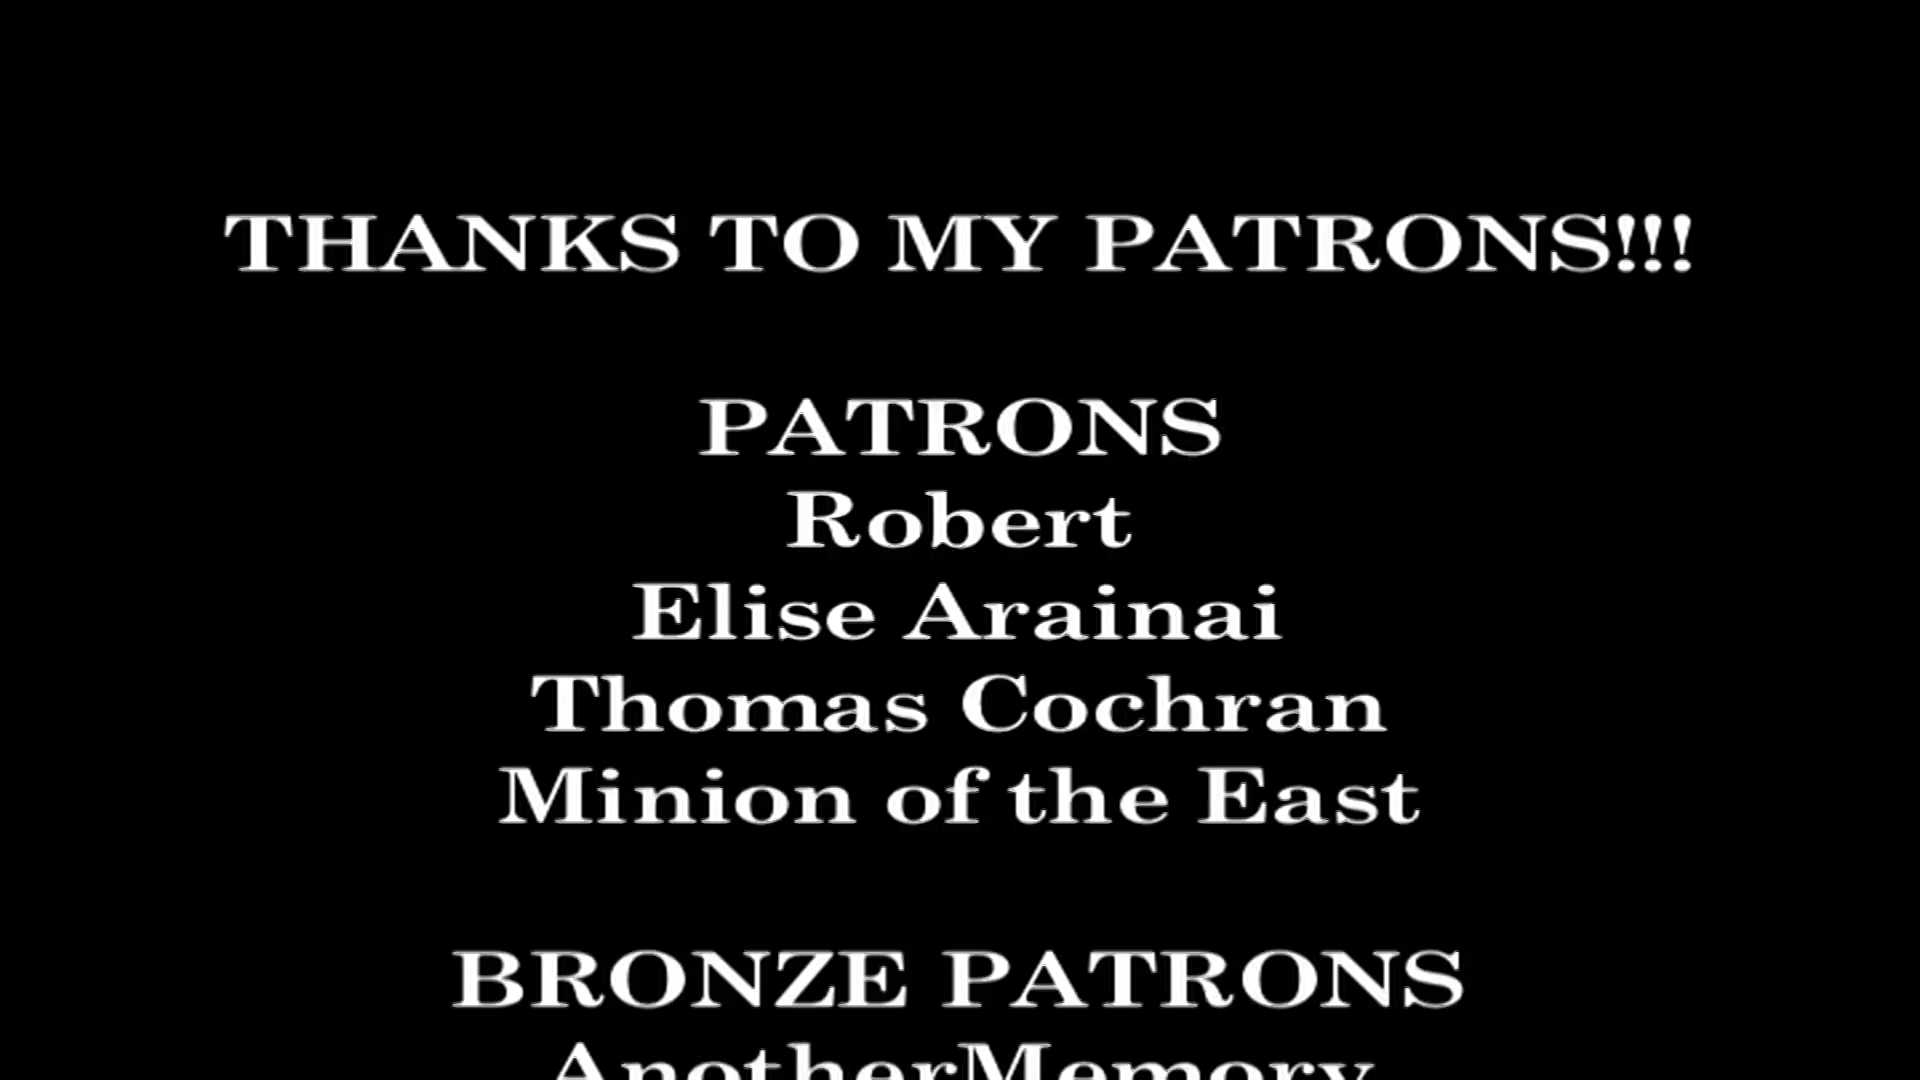 THANKS TO MY PATRONS!!!
PATRONS
Robert
Elise Arainai
Thomas Cochran
Minion of the East
BRONZE PATRONS
AnotherMemory